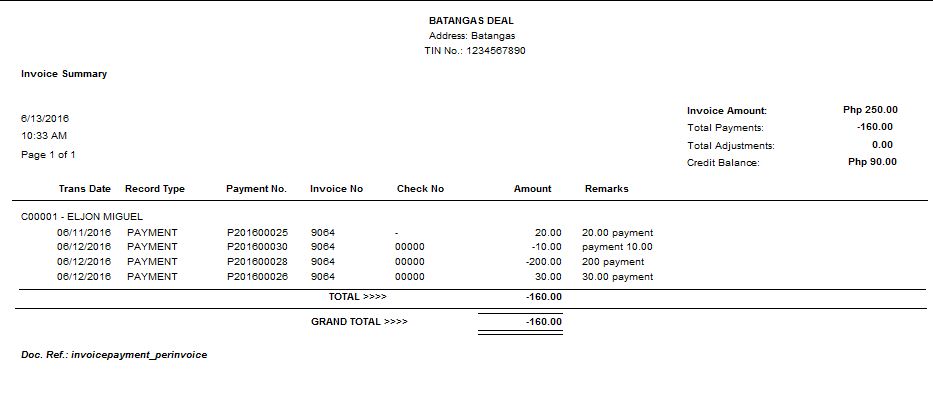 BATANGAS DEAL
Address: Batangas
TIN No.: 1234567890
Invoice Summary
6/13/2016
10:33 AM
Page 1 of 1
Invoice Amount: Php 250.00
Total Payments: -160.00
Total Adjustments: 0.00
Credit Balance: Php 90.00
Trans Date Record Type Payment No. Invoice No Check No Amount Remarks
C00001 - ELJON MIGUEL
06/11/2016 PAYMENT P201600025 9064 - 20.00 20.00 payment
06/12/2016 PAYMENT P201600030 9064 00000 -10.00 payment 10.00
06/12/2016 PAYMENT P201600028 9064 00000 -200.00 200 payment
06/12/2016 PAYMENT P201600026 9064 00000 30.00 30.00 payment
TOTAL >>>> -160.00
GRAND TOTAL >>>> -160.00
Doc. Ref.: invoicepayment_perinvoice